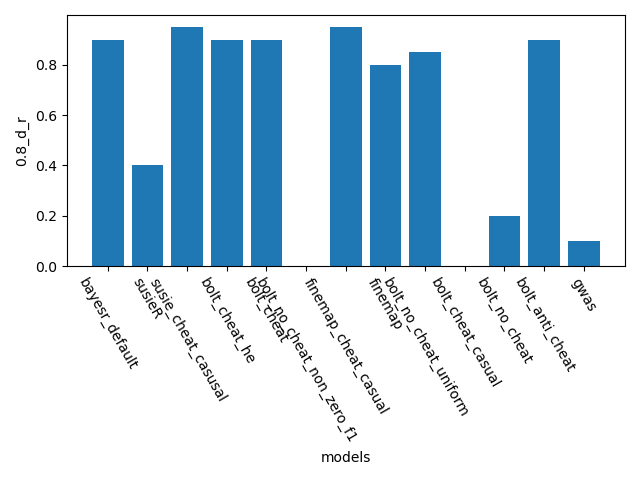 0.8_d_r
0.8
0.6
0.4
0.2
0.0
bayesr_default
susieR
susie_cheat_casusal
bolt_cheat_he
bolt_cheat
bolt_no_cheat_non_zero_f1
finemap_cheat_casual
finemap
bolt_no_cheat_uniform
bolt_cheat_casual
bolt_no_cheat
bolt_anti_cheat
gwas
models